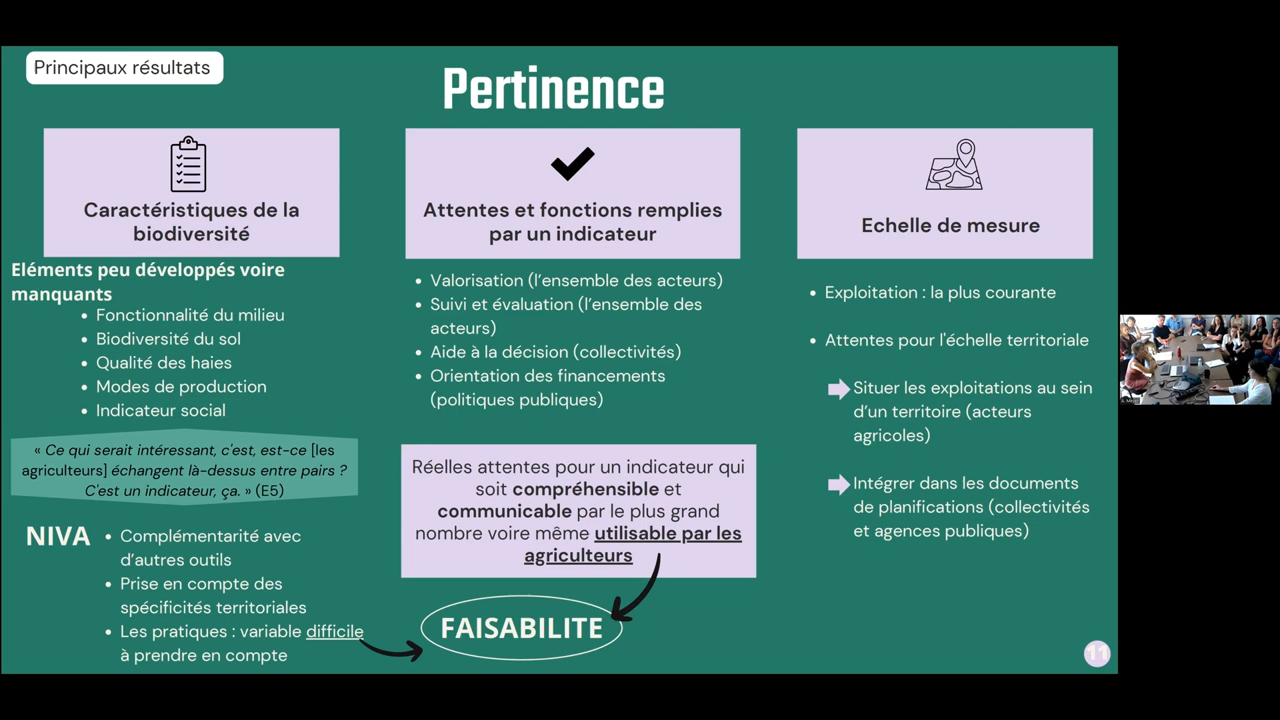 Principaux résultats
Pertinence
Caractéristiques de la
biodiversité
Eléments peu développés voire
manquants
• Fonctionnalité du milieu
• Biodiversité du sol
• Qualité des haies
• Modes de production
• Indicateur social
« Ce qui serait intéressant, c'est, est-ce [les
agriculteurs] échangent là-dessus entre pairs ?
C'est un indicateur, ça. » (E5)
NIVA
• Complémentarité avec
d'autres outils
• Prise en compte des
spécificités territoriales
• Les pratiques : variable difficile
à prendre en compte
Attentes et fonctions remplies
par un indicateur
• Valorisation (l'ensemble des acteurs)
• Suivi et évaluation (l'ensemble des
acteurs)
• Aide à la décision (collectivités)
• Orientation des financements
(politiques publiques)
Réelles attentes pour un indicateur qui
soit compréhensible et
communicable par le plus grand
nombre voire même utilisable par les
agriculteurs
FAISABILITE
Echelle de mesure
• Exploitation : la plus courante
• Attentes pour l'échelle territoriale
Situer les exploitations au sein
d'un territoire (acteurs
agricoles)
Intégrer dans les documents
de planifications (collectivités
et agences publiques)
11